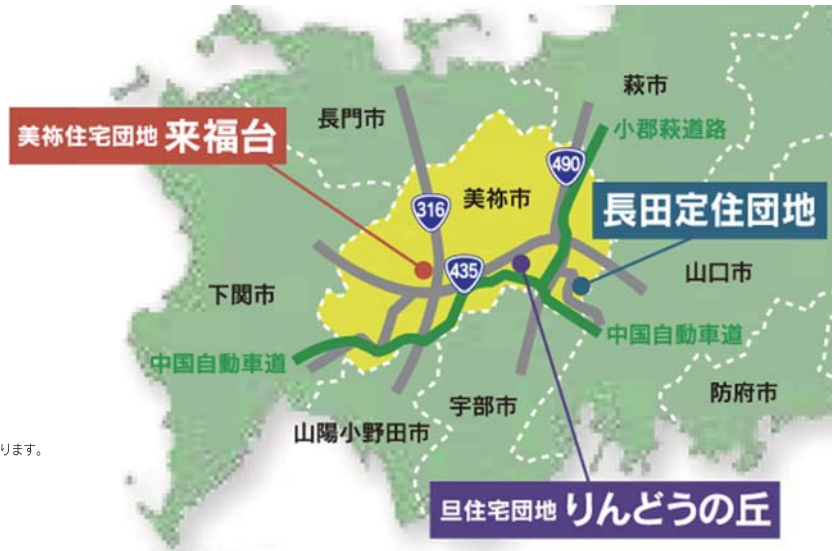 萩市
長門市
美祢住宅団地 来福台
小郡萩道路
490
美祢市
316
長田定住団地
435
山口市
下関市
中国自動車道
中国自動車道
防府市
宇部市
山陽小野田市
ります。
旦住宅団地 りんどうの丘